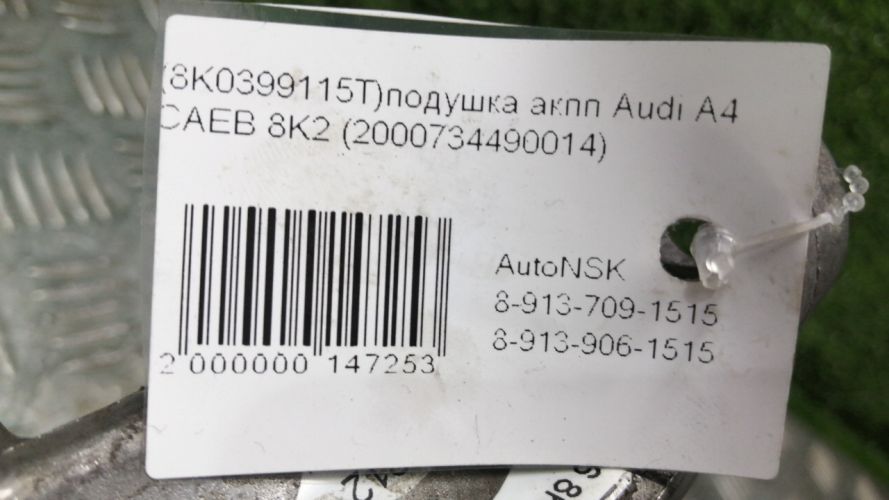 (8K0399115T)подушка акпп Audi A4
CAEB 8K2 (2000734490014)
AutoNSK
8-913-709-1515
8-913-906-1515
2 000000 147253